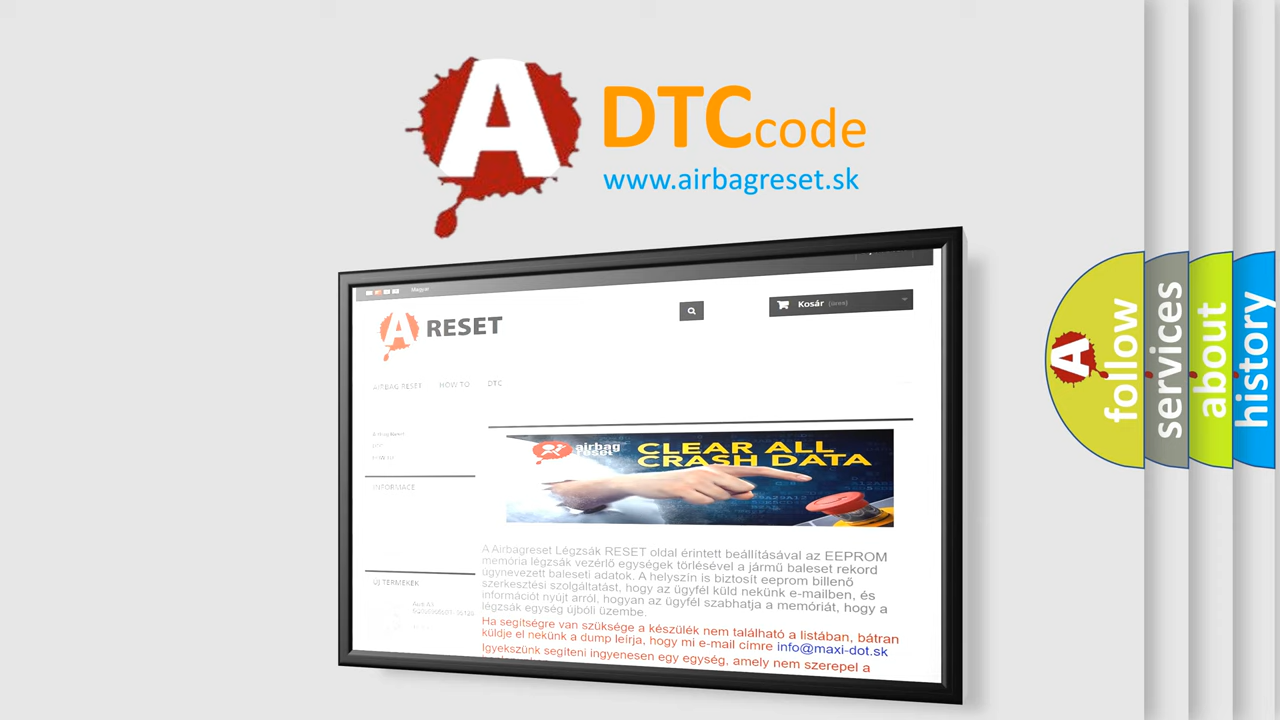 A
DTCcode
www.airbagreset.sk
Magyar
A RESET
Kosár (üres)
AIRBAG RESET HOW TO DTC
INFORMACE
airbag
reset
CLEAR ALL
CRASH DATA
A Airbagreset Légzsák RESET oldal érintett beállításával az EEPROM
memória légzsák vezérlő egységek törlésével a jármű baleset rekord
úgynevezett baleseti adatok. A helyszín is biztosít eeprom billenő
szerkesztési szolgáltatást, hogy az ügyfél küld nekünk e-mailben, és
információt nyújt arról, hogyan az ügyfél szabhatja a memóriát, hogy a
légzsák egység újbóli üzembe.
ÚJ TERMÉKEK
Ha segítségre van szüksége a készülék nem található a listában, bátran
küldje el nekünk a dump leírja, hogy mi e-mail címre info@maxi-dot.sk
Igyekszünk segíteni ingyenesen egy egység, amely nem szerepel a
A follow
services
about
history